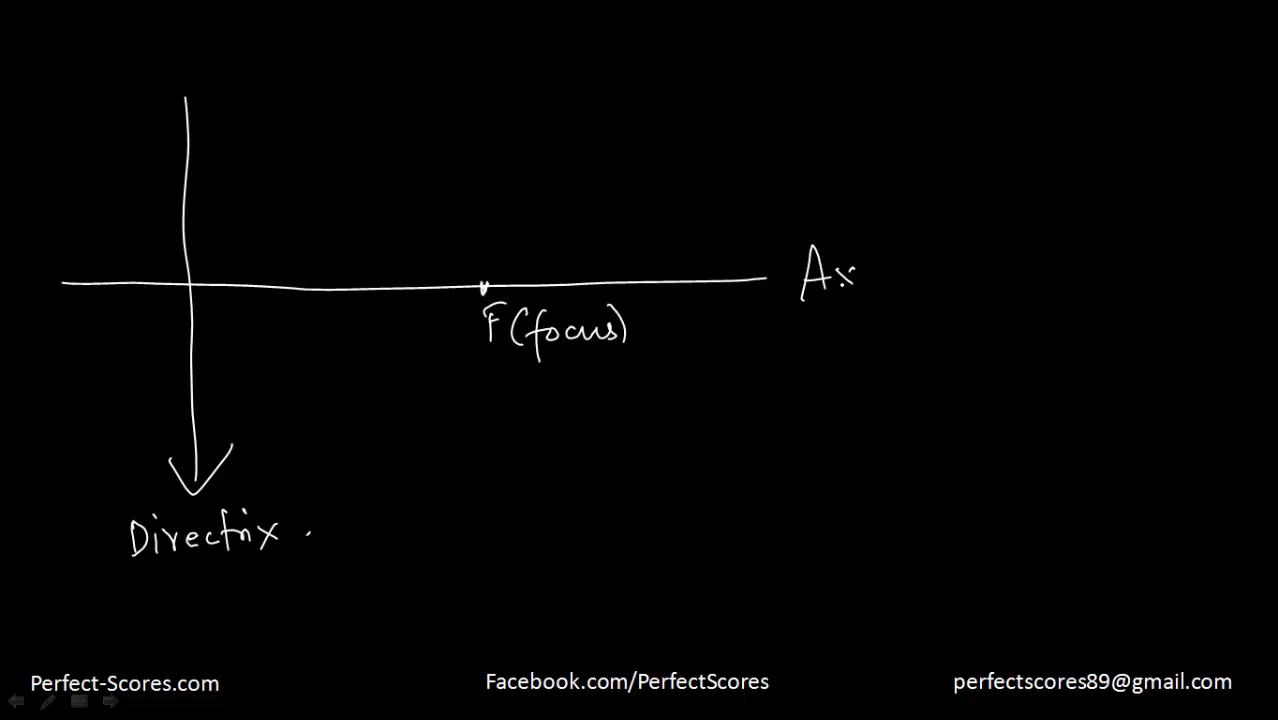 Ax
F(focus)
Directrix .
Perfect-Scores.com
Facebook.com/PerfectScores
perfectscores89@gmail.com